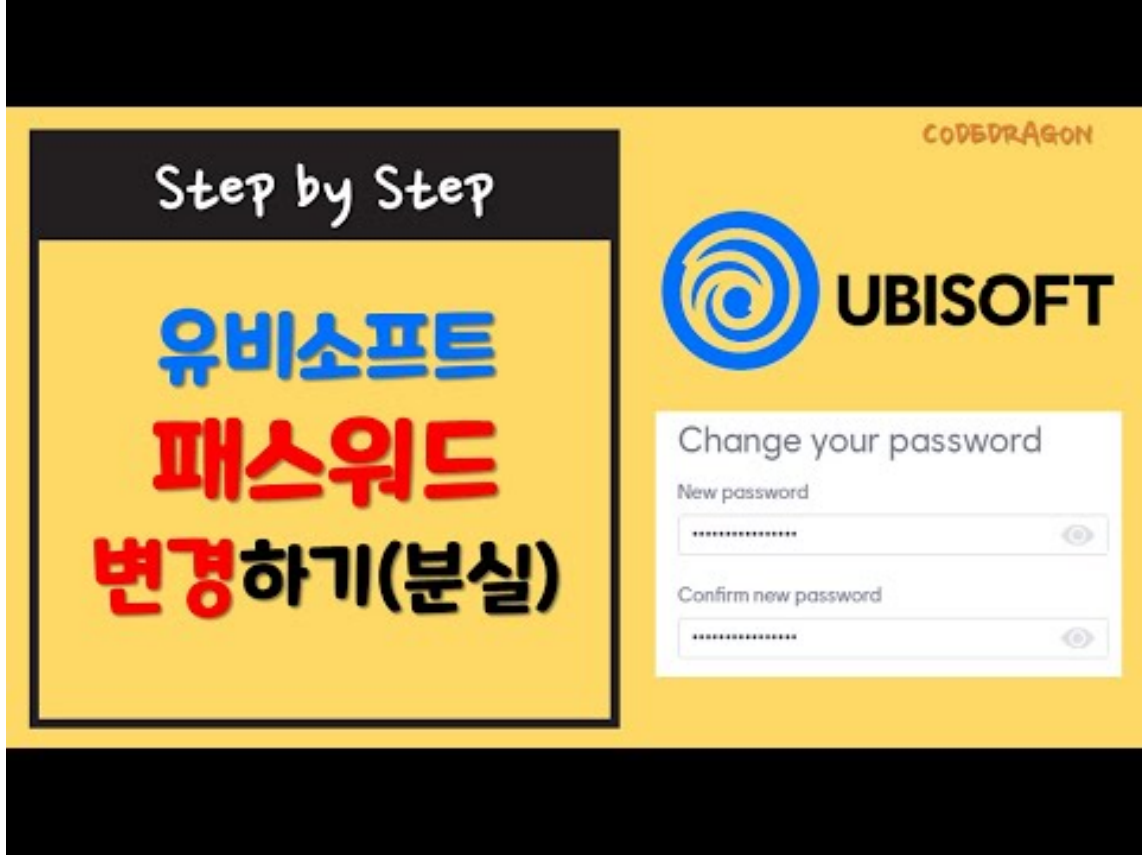 CODEDRAGON
Step by Step
유비소프트
패스워드
변경하기(분실)
UBISOFT
Change your password
New password
••••••••••••••••
Confirm new password
••••••••••••••••